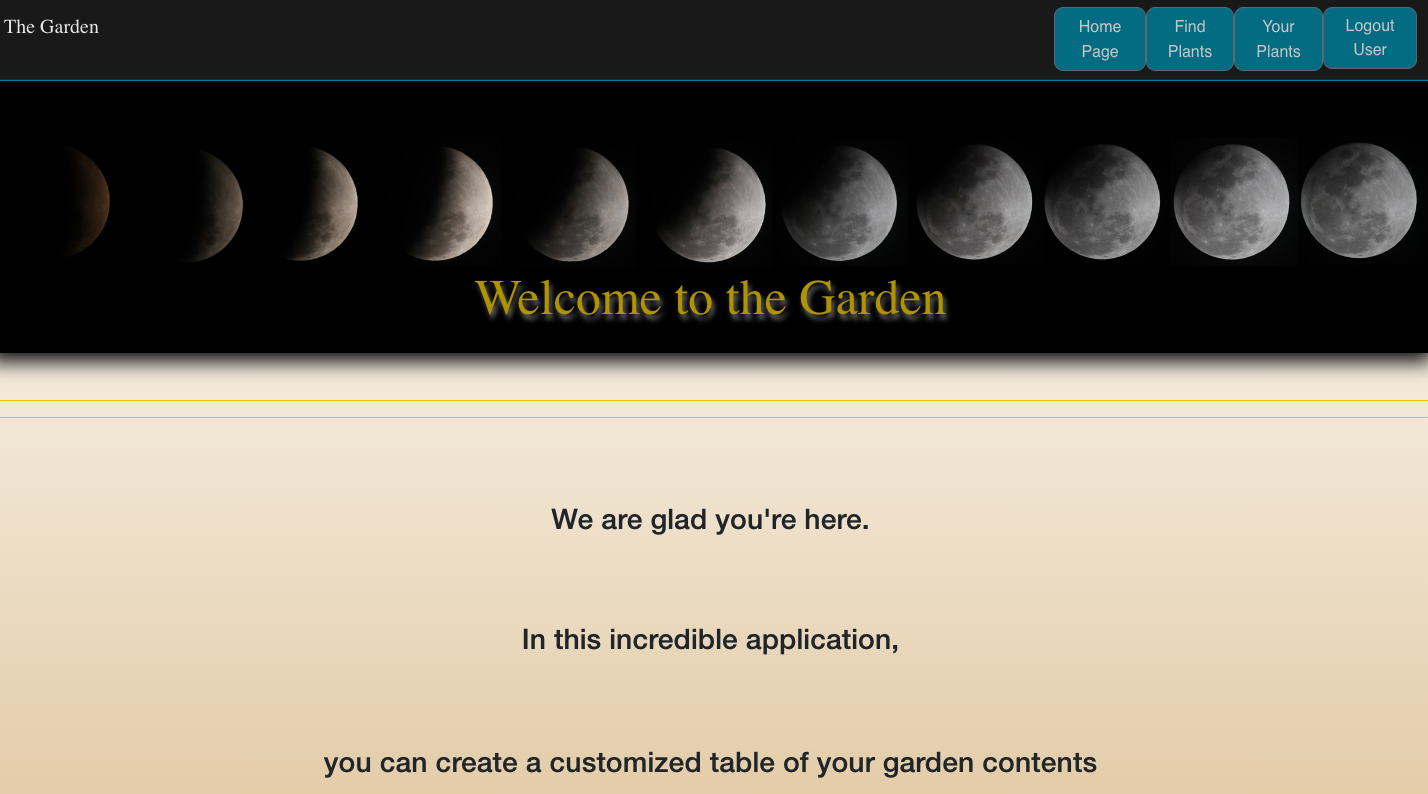 The Garden
Home
Page
Find
Plants
Your
Plants
Logout
User
Welcome to the Garden
We are glad you're here.
In this incredible application,
you can create a customized table of your garden contents